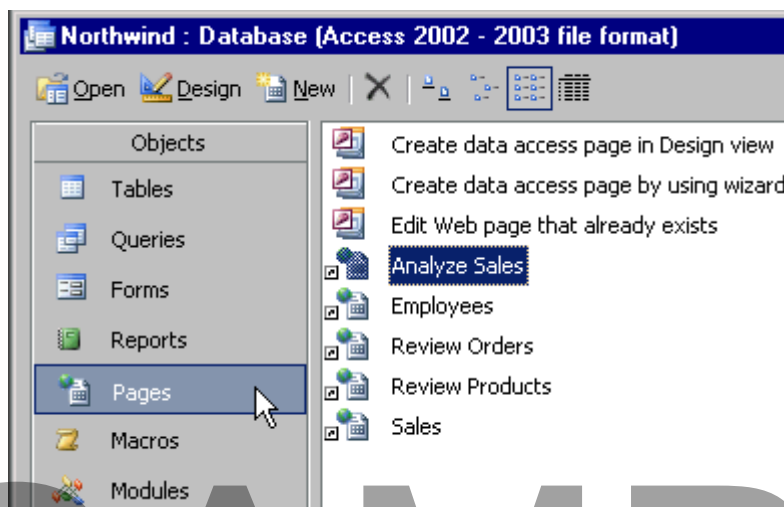 Northwind : Database (Access 2002 - 2003 file format)
Open Design New
Objects
Tables
Queries
Forms
Reports
Pages
Macros
Modules
Create data access page in Design view
Create data access page by using wizard
Edit Web page that already exists
Analyze Sales
Employees
Review Orders
Review Products
Sales